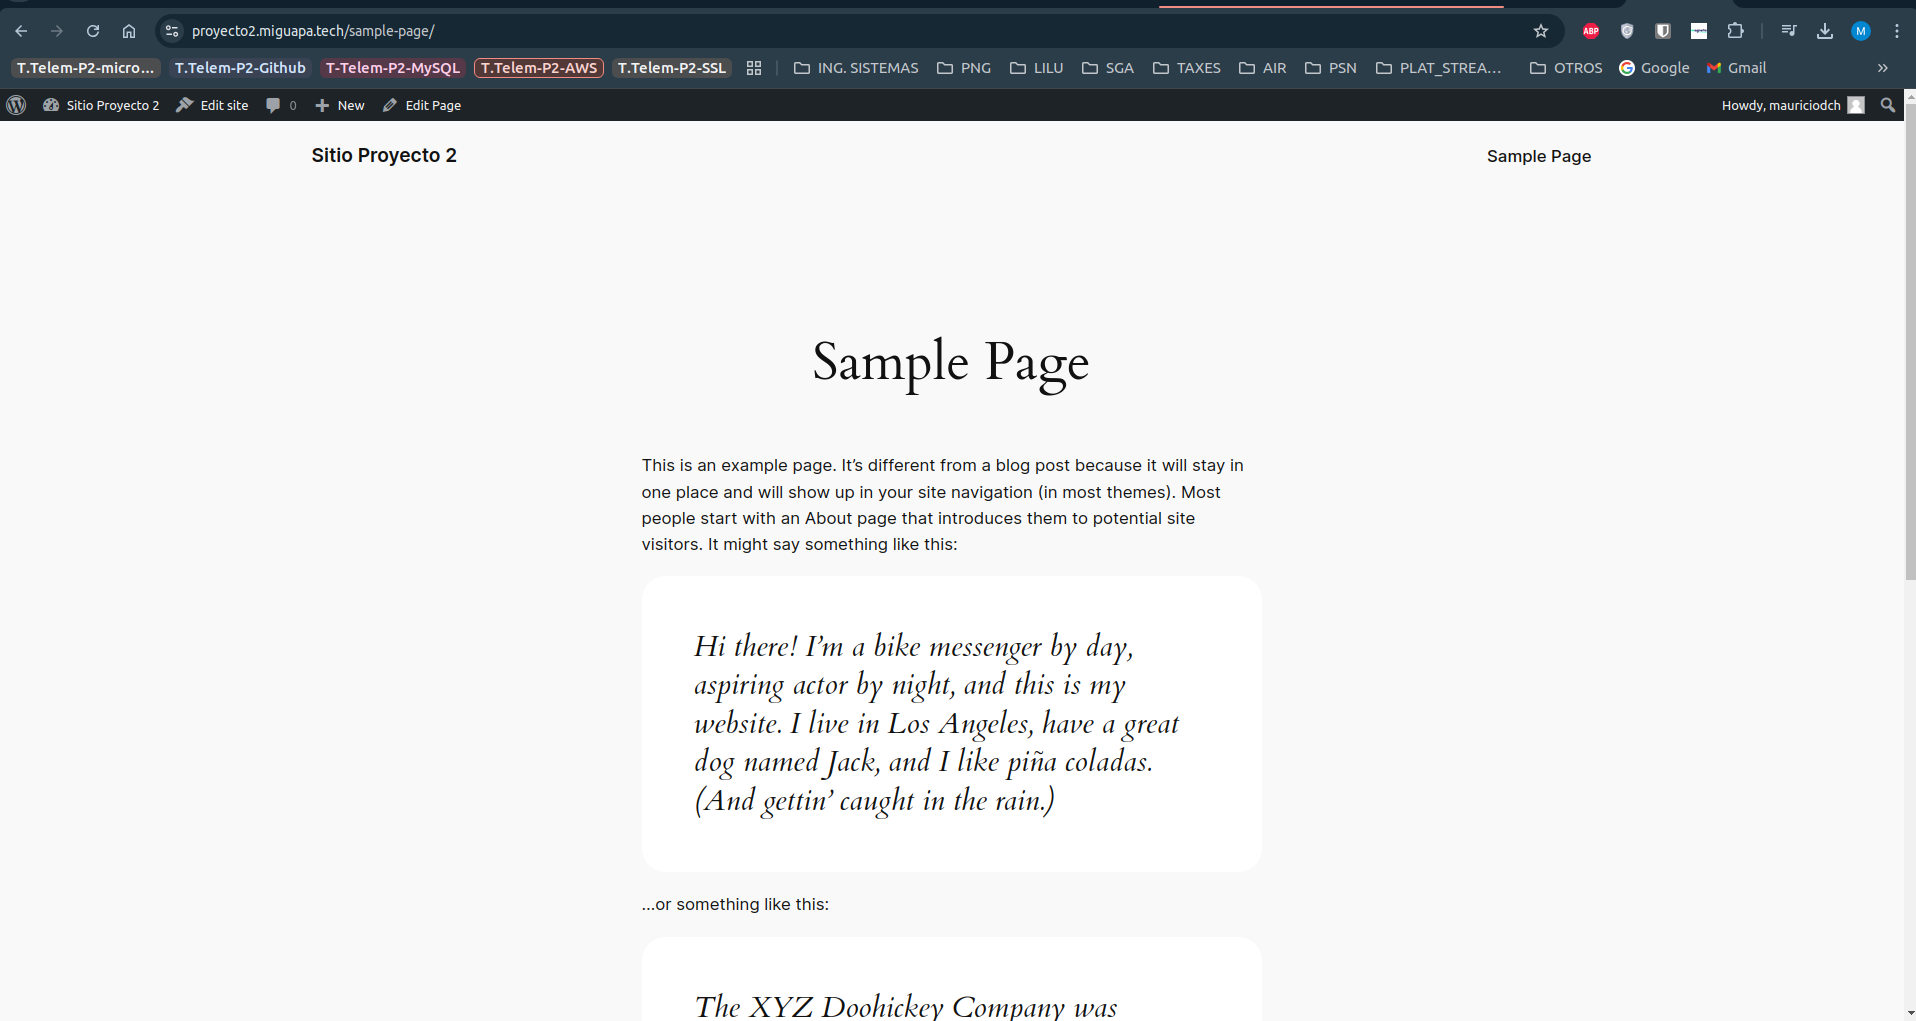 proyecto2.miguapa.tech/sample-page/
ABP
M
T.Telem-P2-micro...
T.Telem-P2-Github
T-Telem-P2-MySQL
T.Telem-P2-AWS
T.Telem-P2-SSL
ING. SISTEMAS
PNG
LILU
SGA
TAXES
AIR
PSN
PLAT_STREA...
OTROS
Google
Gmail
Sitio Proyecto 2
Edit site
0
New
Edit Page
Howdy, mauriciodch
Sitio Proyecto 2
Sample Page
Sample Page
This is an example page. It’s different from a blog post because it will stay in
one place and will show up in your site navigation (in most themes). Most
people start with an About page that introduces them to potential site
visitors. It might say something like this:
Hi there! I’m a bike messenger by day,
aspiring actor by night, and this is my
website. I live in Los Angeles, have a great
dog named Jack, and I like piña coladas.
(And gettin’ caught in the rain.)
…or something like this:
The XYZ Doohickey Company was